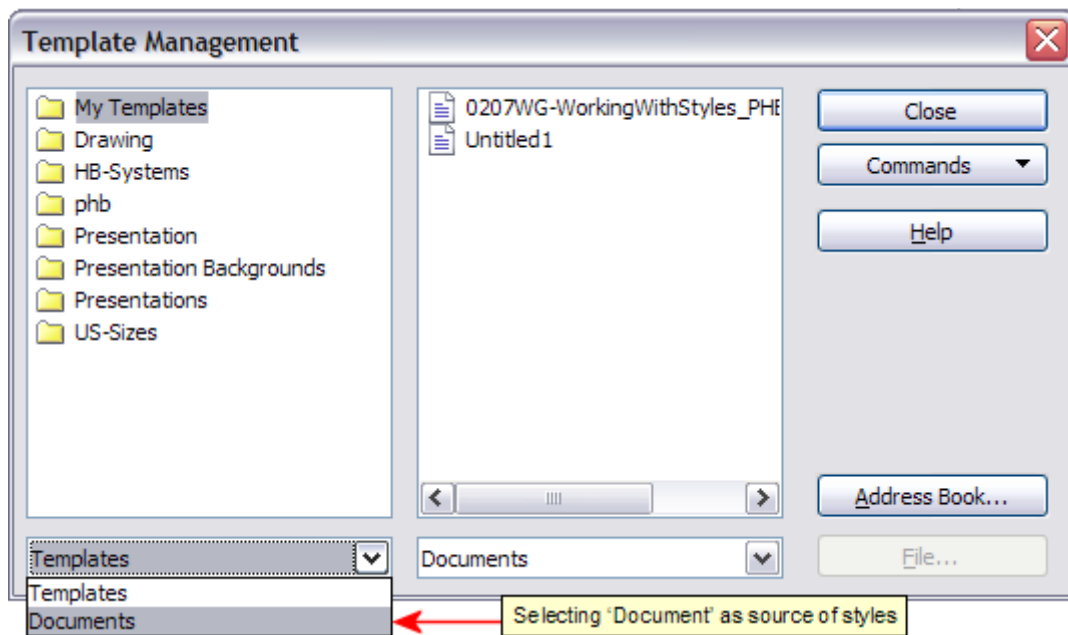 Template Management
My Templates
Drawing
HB-Systems
phb
Presentation
Presentation Backgrounds
Presentations
US-Sizes
0207WG-WorkingWithStyles_PHB
Untitled1
Close
Commands
Help
Address Book...
File...
Templates
Documents
Templates
Documents
Selecting ‘Document’ as source of styles